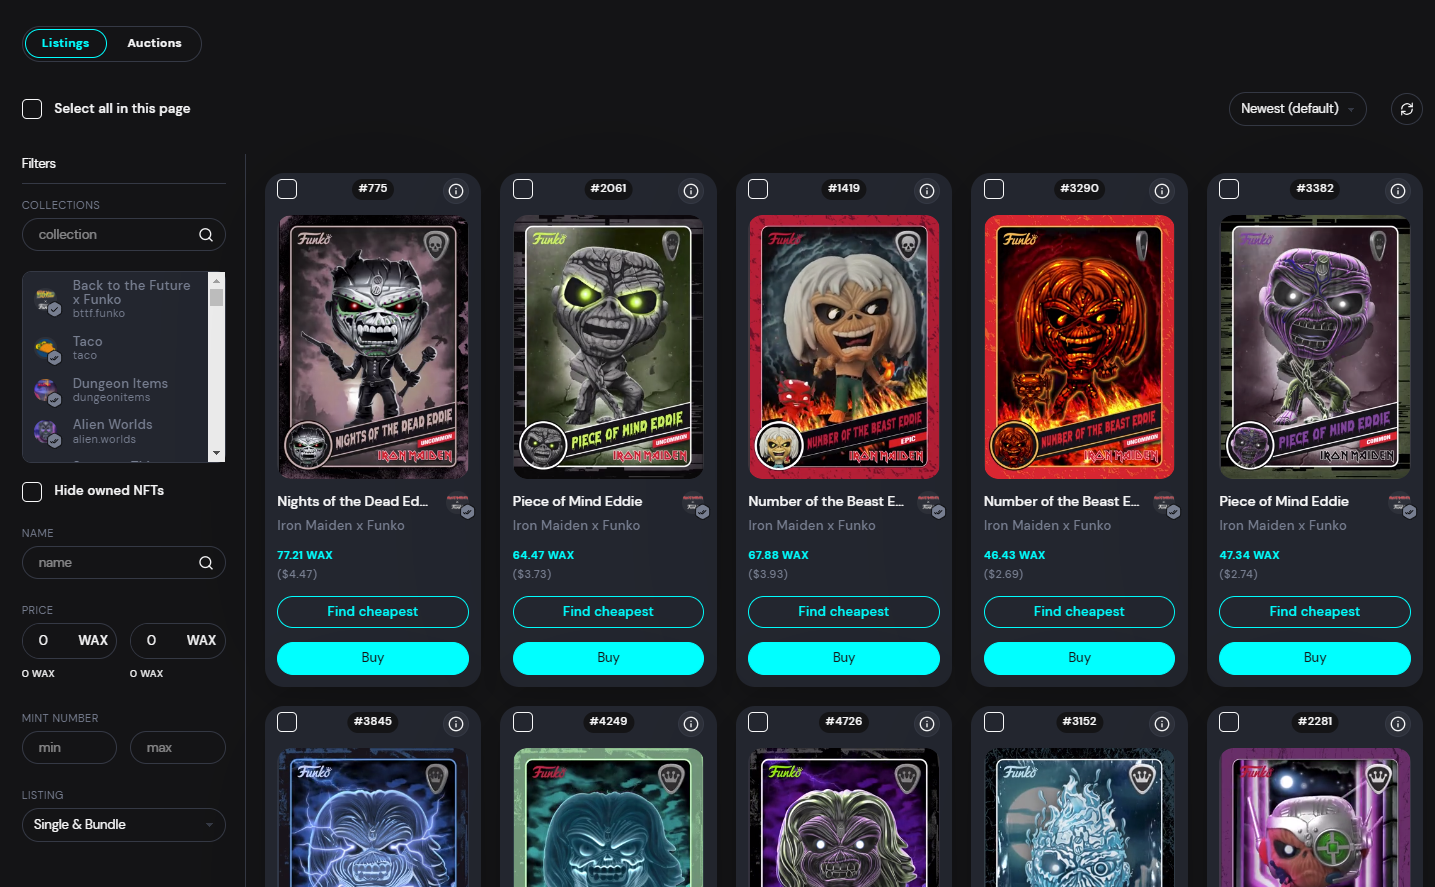 Listings
Auctions
Select all in this page
Newest (default)
Filters
COLLECTIONS
collection
Back to the Future
x Funko
bttf.funko
Taco
taco
Dungeon Items
dungeonitems
Alien Worlds
alien.worlds
Hide owned NFTs
NAME
name
PRICE
0 WAX
0 WAX
0 WAX
0 WAX
MINT NUMBER
min
max
LISTING
Single & Bundle
#775
Funko
NIGHTS OF THE DEAD EDDIE
UNCOMMON
IRON MAIDEN
Nights of the Dead Ed...
Iron Maiden x Funko
77.21 WAX
($4.47)
Find cheapest
Buy
#2061
Funko
PIECE OF MIND EDDIE
UNCOMMON
IRON MAIDEN
Piece of Mind Eddie
Iron Maiden x Funko
64.47 WAX
($3.73)
Find cheapest
Buy
#1419
Funko
NUMBER OF THE BEAST EDDIE
EPIC
IRON MAIDEN
Number of the Beast E...
Iron Maiden x Funko
67.88 WAX
($3.93)
Find cheapest
Buy
#3290
Funko
NUMBER OF THE BEAST EDDIE
UNCOMMON
IRON MAIDEN
Number of the Beast E...
Iron Maiden x Funko
46.43 WAX
($2.69)
Find cheapest
Buy
#3382
Funko
PIECE OF MIND EDDIE
COMMON
IRON MAIDEN
Piece of Mind Eddie
Iron Maiden x Funko
47.34 WAX
($2.74)
Find cheapest
Buy
#3845
Funko
#4249
Funko
#4726
Funko
#3152
Funko
#2281
Funko